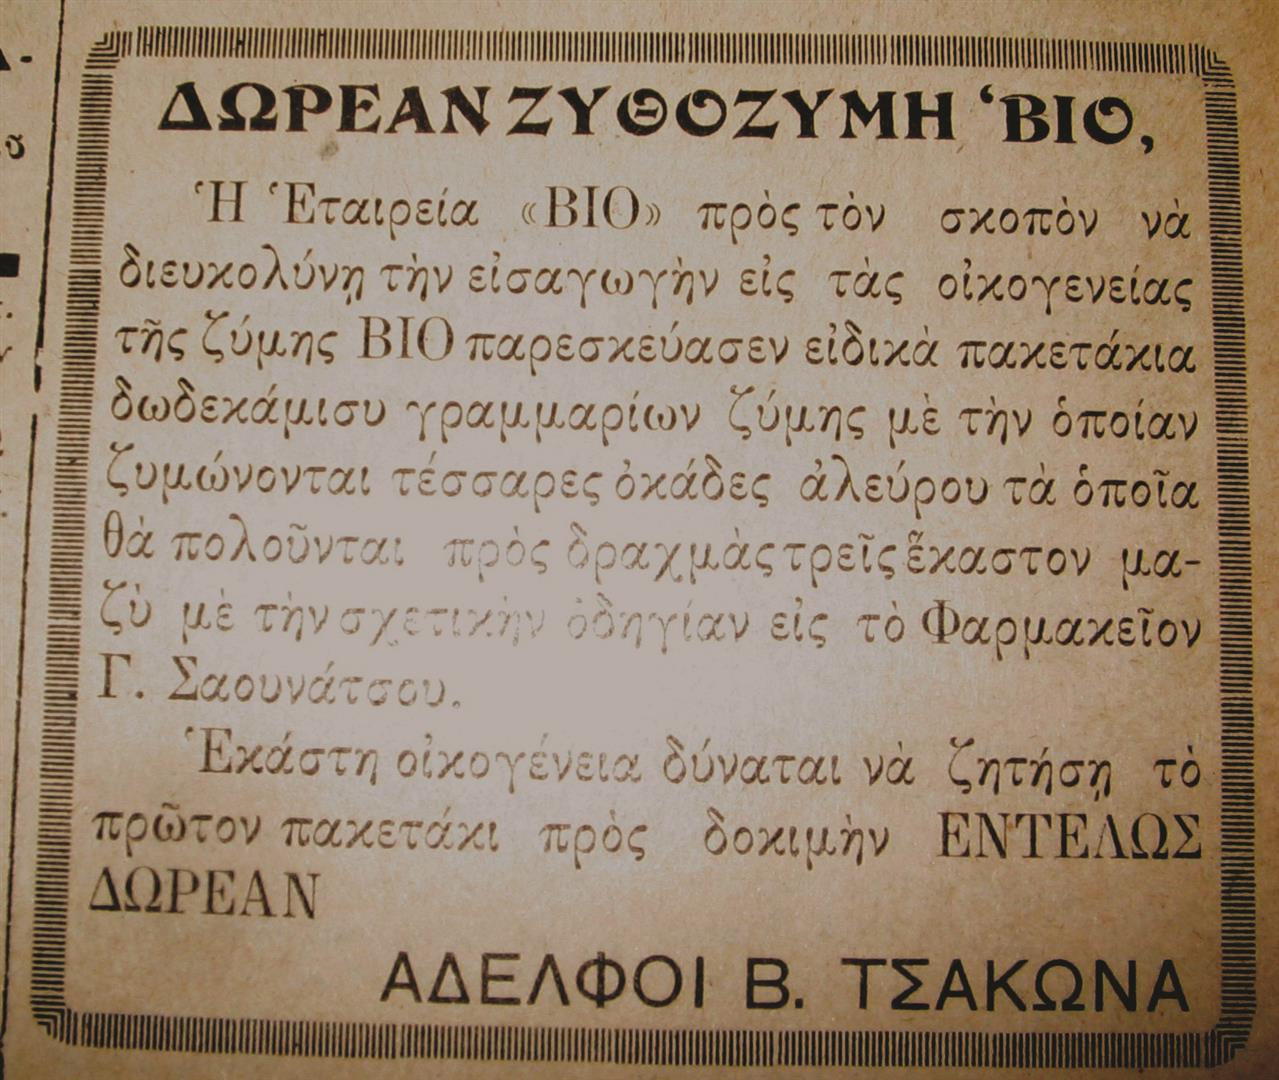 ΔΩΡΕΑΝ ΖΥΘΟΖΥΜΗ ‘ΒΙΟ,
Ἡ Ἑταιρεία «ΒΙΟ» πρὸς τὸν σκοπὸν νὰ
διευκολύνῃ τὴν εἰσαγωγὴν εἰς τὰς οἰκογενείας
τῆς ζύμης ΒΙΟ παρεσκεύασεν εἰδικὰ πακετάκια
δωδεκάμισυ γραμμαρίων ζύμης μὲ τὴν ὁποίαν
ζυμώνονται τέσσαρες ὀκάδες ἀλεύρου τὰ ὁποῖα
θὰ πολοῦνται πρὸς δραχμὰς τρεῖς ἕκαστον μα-
ζὺ μὲ τὴν σχετικὴν ὁδηγίαν εἰς τὸ Φαρμακεῖον
Γ. Σαουνάτσου.
Ἑκάστη οἰκογένεια δύναται νὰ ζητήσῃ τὸ
πρῶτον πακετάκι πρὸς δοκιμὴν ΕΝΤΕΛΩΣ
ΔΩΡΕΑΝ
ΑΔΕΛΦΟΙ Β. ΤΣΑΚΩΝΑ